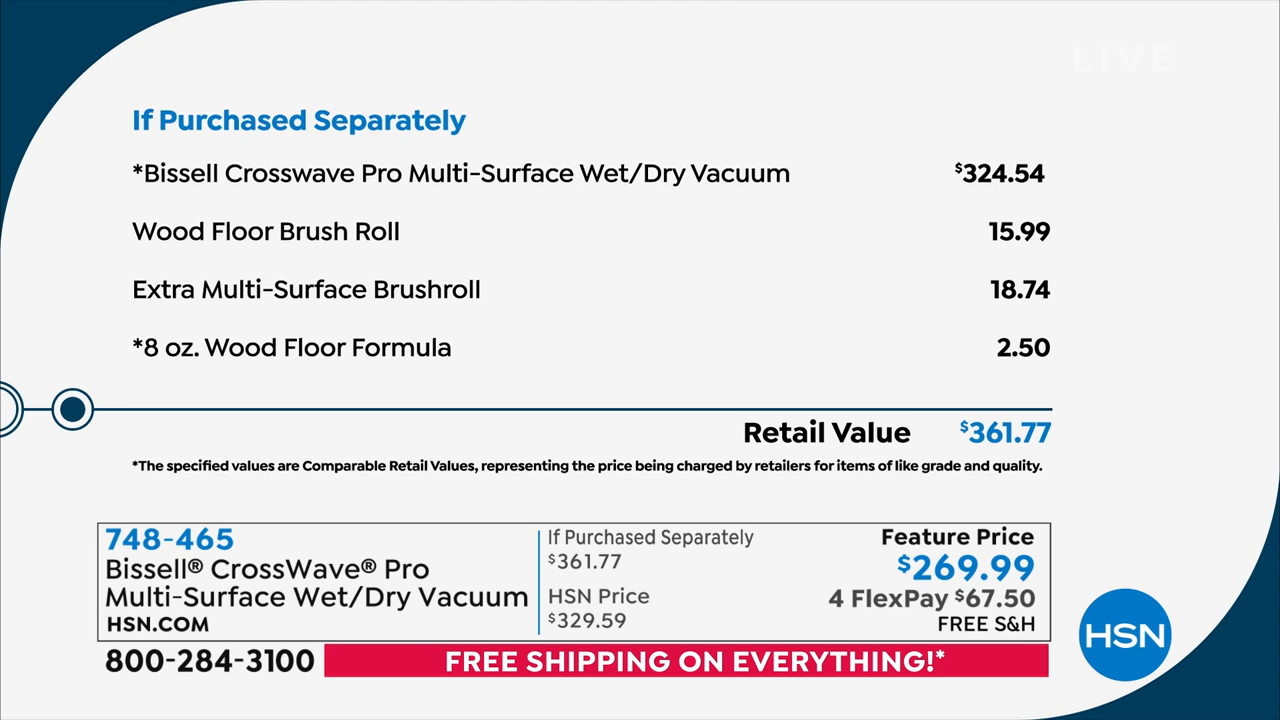 LIVE
If Purchased Separately
*Bissell Crosswave Pro Multi-Surface Wet/Dry Vacuum $324.54
Wood Floor Brush Roll 15.99
Extra Multi-Surface Brushroll 18.74
*8 oz. Wood Floor Formula 2.50
Retail Value $361.77
*The specified values are Comparable Retail Values, representing the price being charged by retailers for items of like grade and quality.
748-465
Bissell® CrossWave® Pro
Multi-Surface Wet/Dry Vacuum
HSN.COM
If Purchased Separately
$361.77
HSN Price
$329.59
Feature Price
$269.99
4 FlexPay $67.50
FREE S&H
800-284-3100
FREE SHIPPING ON EVERYTHING!*
HSN